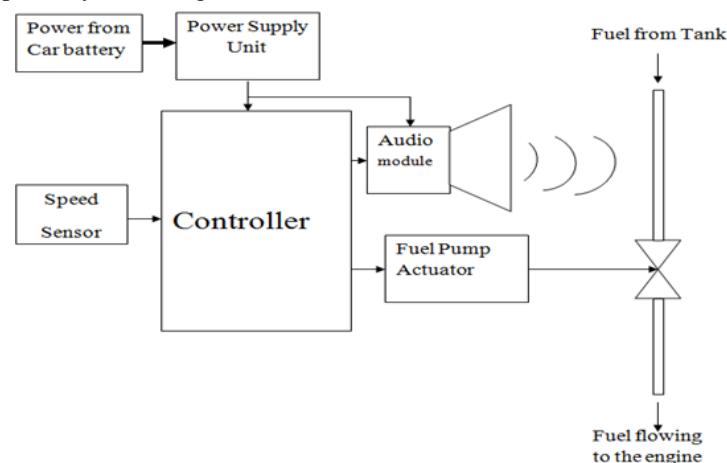 Power from
Car battery
Power Supply
Unit
Fuel from Tank
Audio
module
Speed
Sensor
Controller
Fuel Pump
Actuator
Fuel flowing
to the engine